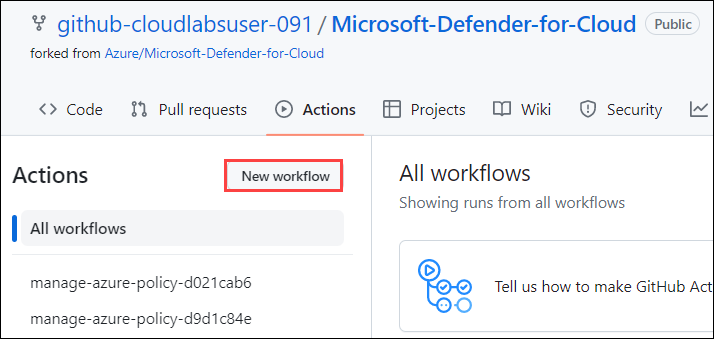 github-cloudlabsuser-091 / Microsoft-Defender-for-Cloud Public
forked from Azure/Microsoft-Defender-for-Cloud
Code Pull requests Actions Projects Wiki Security
Actions
New workflow
All workflows
manage-azure-policy-d021cab6
manage-azure-policy-d9d1c84e
All workflows
Showing runs from all workflows
Tell us how to make GitHub Act